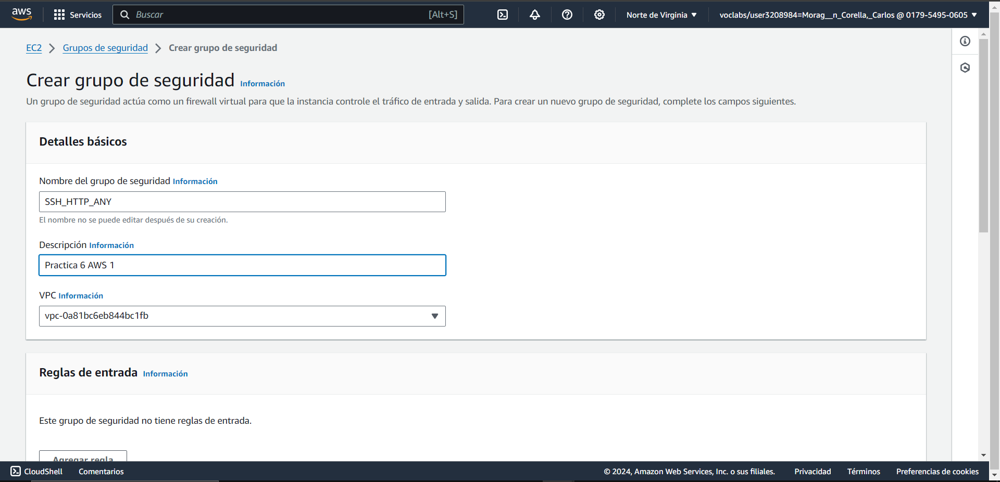 aws
Servicios
Buscar [Alt+S]
Norte de Virginia
voclabs/user3208984=Morag__n_Corella,_Carlos @ 0179-5495-0605
EC2 Grupos de seguridad Crear grupo de seguridad
Crear grupo de seguridad Información
Un grupo de seguridad actúa como un firewall virtual para que la instancia controle el tráfico de entrada y salida. Para crear un nuevo grupo de seguridad, complete los campos siguientes.
Detalles básicos
Nombre del grupo de seguridad Información
SSH_HTTP_ANY
El nombre no se puede editar después de su creación.
Descripción Información
Practica 6 AWS 1
VPC Información
vpc-0a81bc6eb844bc1fb
Reglas de entrada Información
Este grupo de seguridad no tiene reglas de entrada.
Agregar regla
CloudShell Comentarios © 2024, Amazon Web Services, Inc. o sus filiales. Privacidad Términos Preferencias de cookies